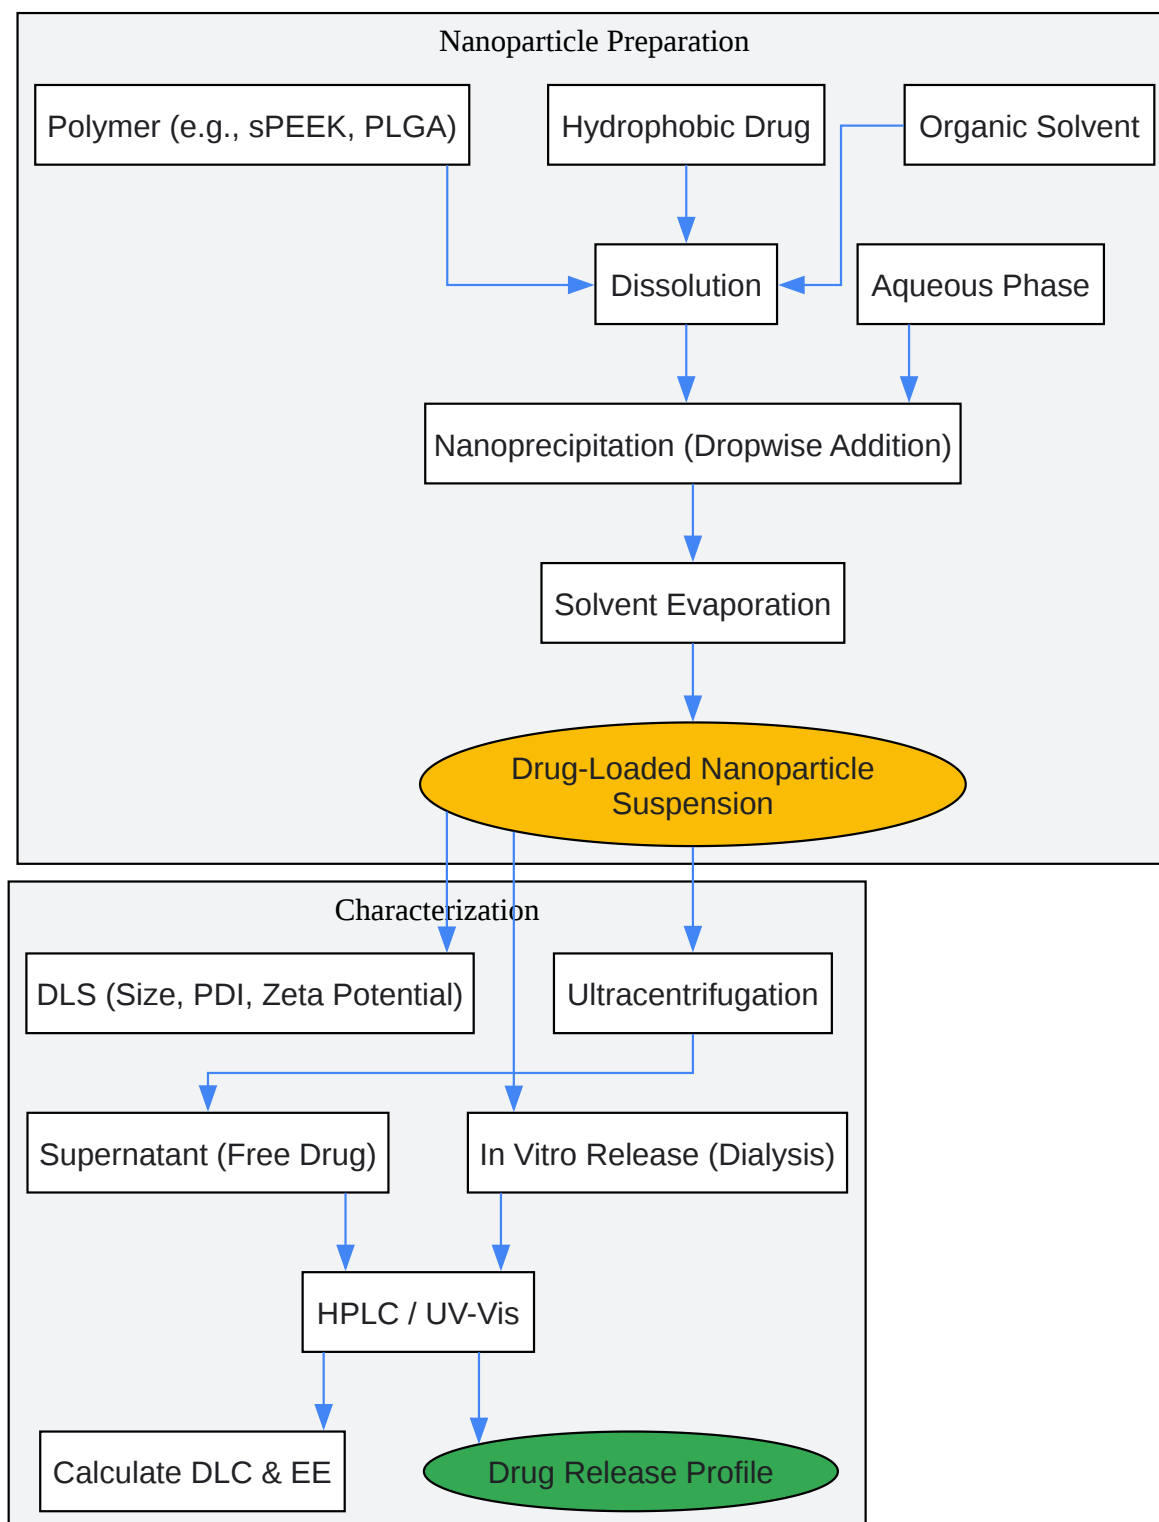 Nanoparticle Preparation
Polymer (e.g., sPEEK, PLGA)
Hydrophobic Drug
Organic Solvent
Dissolution
Aqueous Phase
Nanoprecipitation (Dropwise Addition)
Solvent Evaporation
Drug-Loaded Nanoparticle
Suspension
Characterization
DLS (Size, PDI, Zeta Potential)
Ultracentrifugation
Supernatant (Free Drug)
In Vitro Release (Dialysis)
HPLC / UV-Vis
Calculate DLC & EE
Drug Release Profile